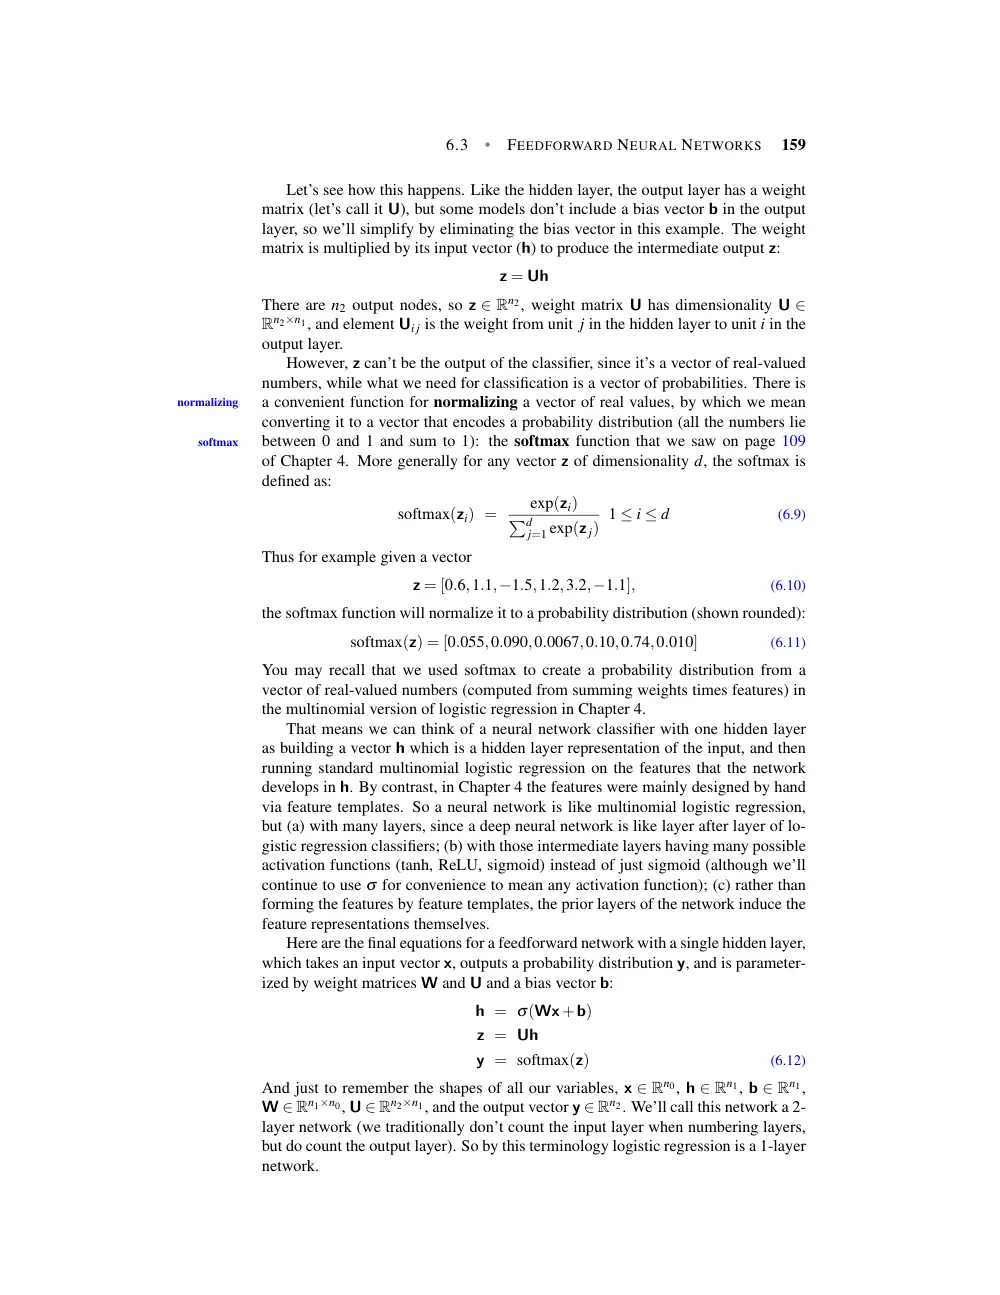 6.3 • FEEDFORWARD NEURAL NETWORKS 159
Let's see how this happens. Like the hidden layer, the output layer has a weight
matrix (let's call it U), but some models don't include a bias vector b in the output
layer, so we'll simplify by eliminating the bias vector in this example. The weight
matrix is multiplied by its input vector (h) to produce the intermediate output z:
z = Uh
There are n₂ output nodes, so z ∈ ℝ^{n₂}, weight matrix U has dimensionality U ∈
ℝ^{n₂×n₁}, and element U_{ij} is the weight from unit j in the hidden layer to unit i in the
output layer.
However, z can't be the output of the classifier, since it's a vector of real-valued
numbers, while what we need for classification is a vector of probabilities. There is
normalizing a convenient function for normalizing a vector of real values, by which we mean
converting it to a vector that encodes a probability distribution (all the numbers lie
softmax between 0 and 1 and sum to 1): the softmax function that we saw on page 109
of Chapter 4. More generally for any vector z of dimensionality d, the softmax is
defined as:
softmax(z_i) = exp(z_i) / ∑_{j=1}^{d} exp(z_j) 1 ≤ i ≤ d (6.9)
Thus for example given a vector
z = [0.6, 1.1, −1.5, 1.2, 3.2, −1.1], (6.10)
the softmax function will normalize it to a probability distribution (shown rounded):
softmax(z) = [0.055, 0.090, 0.0067, 0.10, 0.74, 0.010] (6.11)
You may recall that we used softmax to create a probability distribution from a
vector of real-valued numbers (computed from summing weights times features) in
the multinomial version of logistic regression in Chapter 4.
That means we can think of a neural network classifier with one hidden layer
as building a vector h which is a hidden layer representation of the input, and then
running standard multinomial logistic regression on the features that the network
develops in h. By contrast, in Chapter 4 the features were mainly designed by hand
via feature templates. So a neural network is like multinomial logistic regression,
but (a) with many layers, since a deep neural network is like layer after layer of lo-
gistic regression classifiers; (b) with those intermediate layers having many possible
activation functions (tanh, ReLU, sigmoid) instead of just sigmoid (although we'll
continue to use σ for convenience to mean any activation function); (c) rather than
forming the features by feature templates, the prior layers of the network induce the
feature representations themselves.
Here are the final equations for a feedforward network with a single hidden layer,
which takes an input vector x, outputs a probability distribution y, and is parameter-
ized by weight matrices W and U and a bias vector b:
h = σ(Wx + b)
z = Uh
y = softmax(z) (6.12)
And just to remember the shapes of all our variables, x ∈ ℝ^{n₀}, h ∈ ℝ^{n₁}, b ∈ ℝ^{n₁},
W ∈ ℝ^{n₁×n₀}, U ∈ ℝ^{n₂×n₁}, and the output vector y ∈ ℝ^{n₂}. We'll call this network a 2-
layer network (we traditionally don't count the input layer when numbering layers,
but do count the output layer). So by this terminology logistic regression is a 1-layer
network.